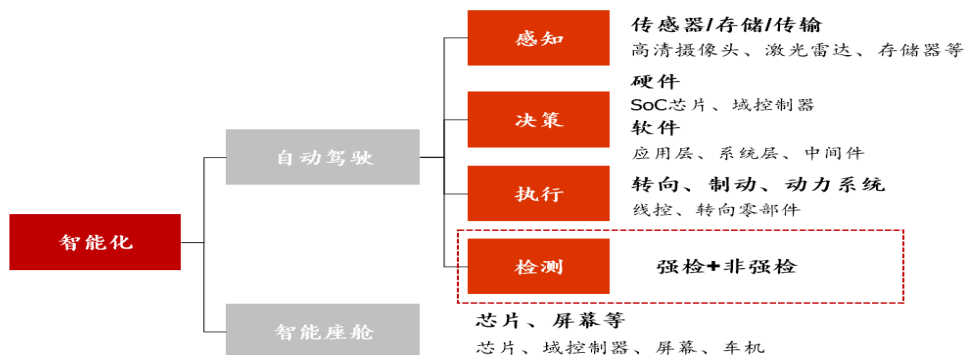 感知
传感器/存储/传输
高清摄像头、激光雷达、存储器等
硬件
SoC芯片、域控制器
决策
软件
应用层、系统层、中间件
自动驾驶
执行
转向、制动、动力系统
线控、转向零部件
智能化
检测
强检+非强检
智能座舱
芯片、屏幕等
芯片、域控制器、屏幕、车机